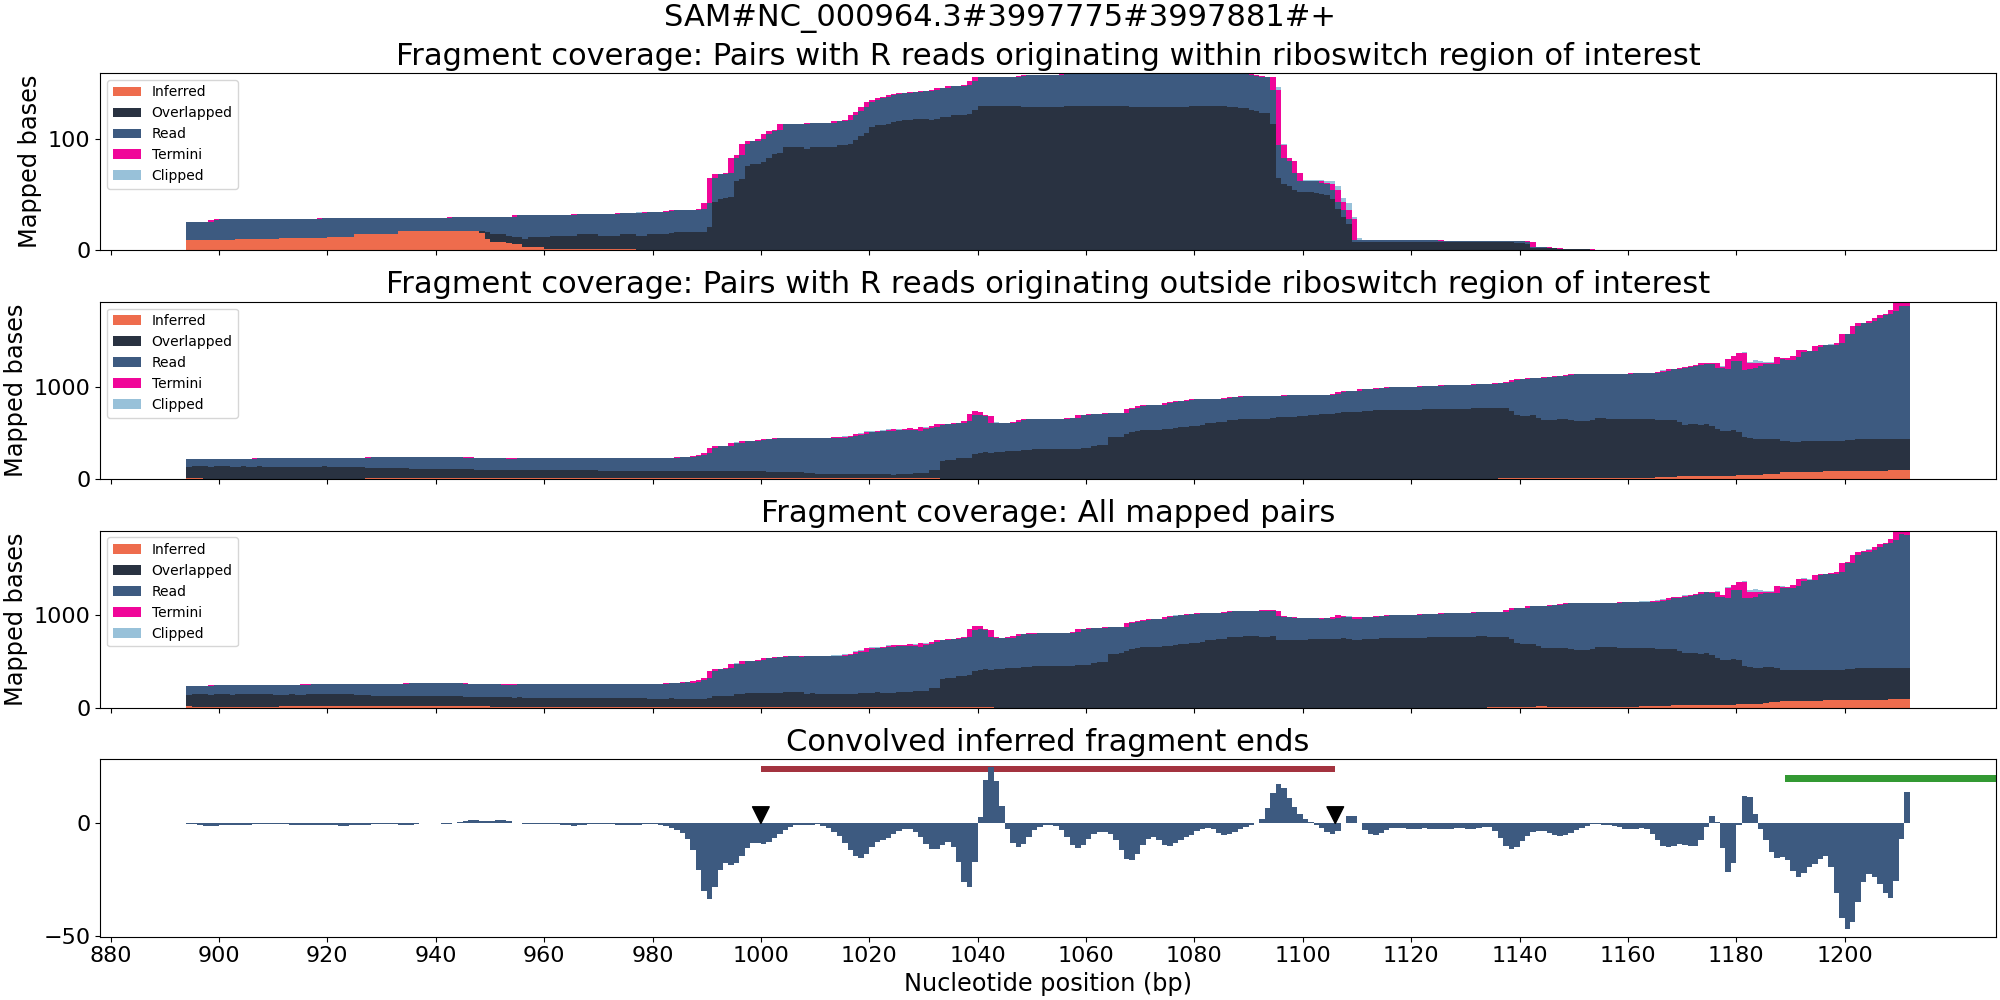 SAM#NC_000964.3#3997775#3997881#+
Fragment coverage: Pairs with R reads originating within riboswitch region of interest
Mapped bases
100
0
Inferred
Overlapped
Read
Termini
Clipped
Fragment coverage: Pairs with R reads originating outside riboswitch region of interest
Mapped bases
1000
0
Inferred
Overlapped
Read
Termini
Clipped
Fragment coverage: All mapped pairs
Mapped bases
1000
0
Inferred
Overlapped
Read
Termini
Clipped
Convolved inferred fragment ends
0
−50
880 900 920 940 960 980 1000 1020 1040 1060 1080 1100 1120 1140 1160 1180 1200
Nucleotide position (bp)